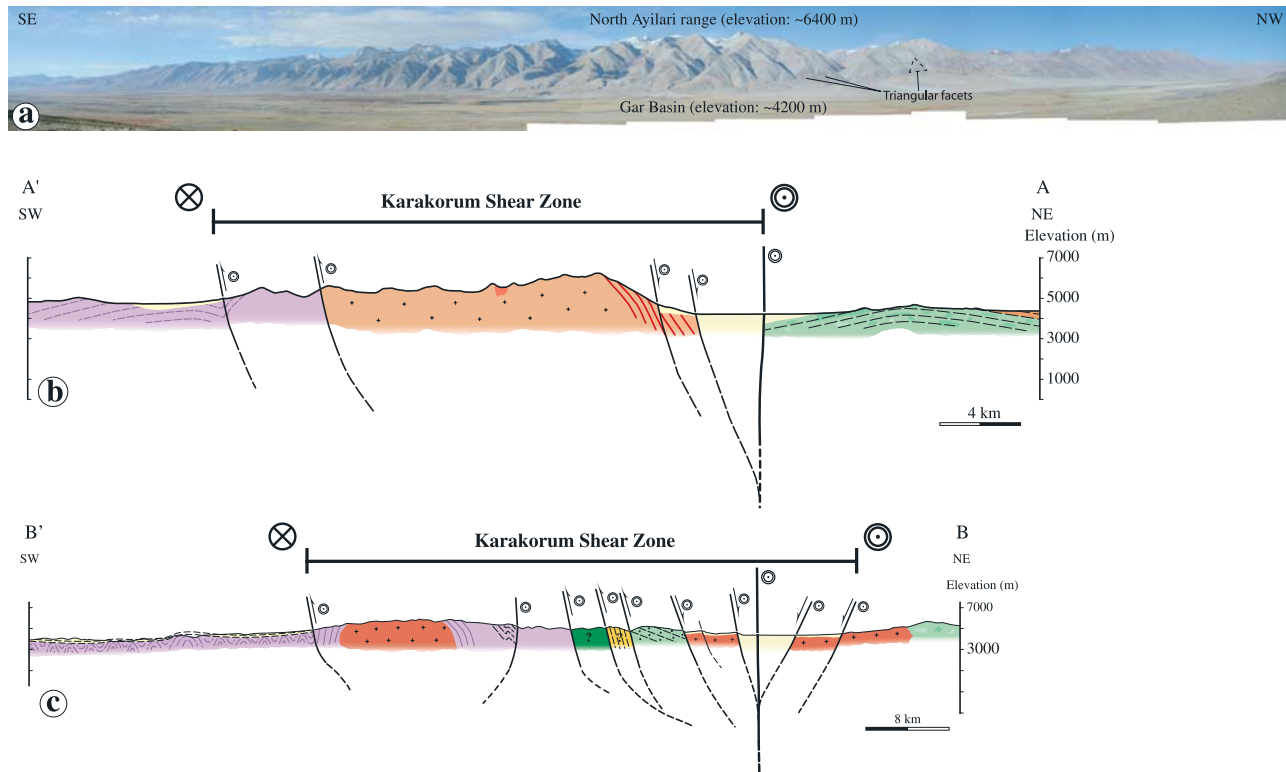 SE
North Ayilari range (elevation: ~6400 m)
NW
Triangular facets
Gar Basin (elevation: ~4200 m)
a
A'
A
Karakorum Shear Zone
SW
NE
Elevation (m)
7000
5000
3000
1000
b
4 km
B'
B
Karakorum Shear Zone
SW
NE
Elevation (m)
7000
3000
?
c
8 km